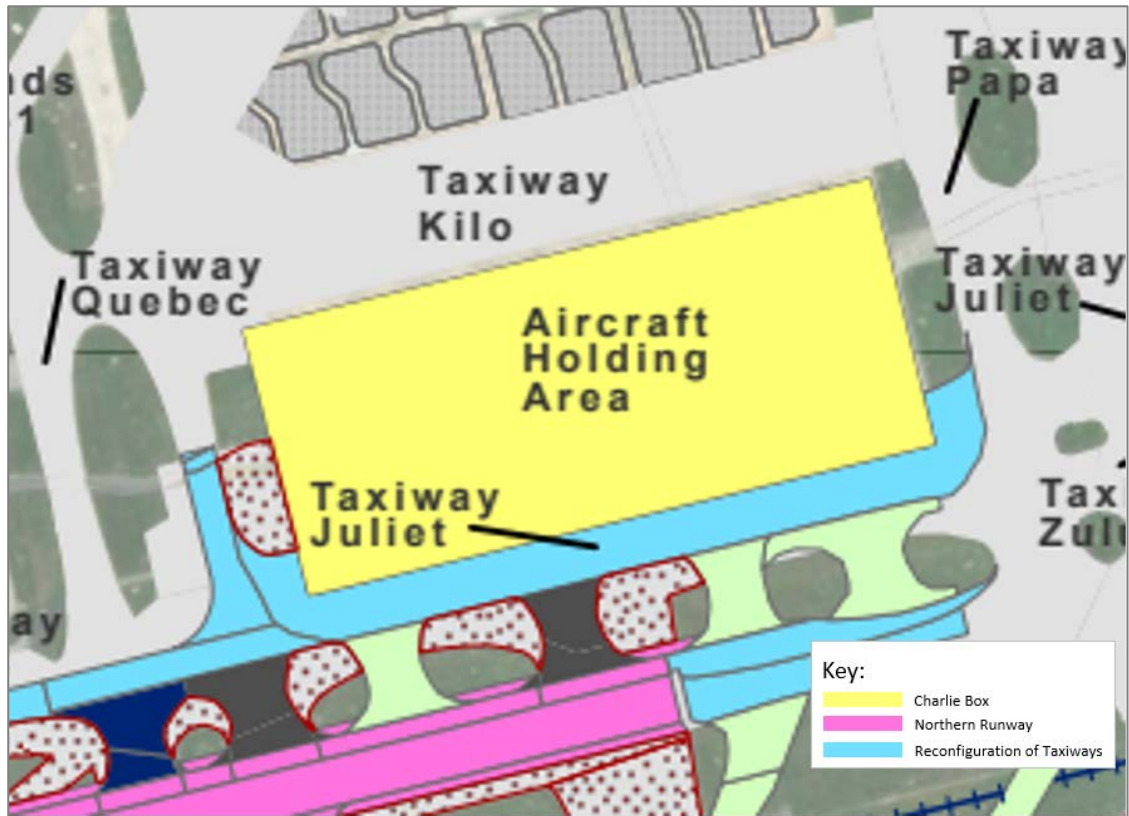 Taxiway
Papa
1
Taxiway
Kilo
Taxiway
Quebec
Taxiway
Juliet
Aircraft
Holding
Area
Taxiway
Juliet
Key:
Charlie Box
Northern Runway
Reconfiguration of Taxiways